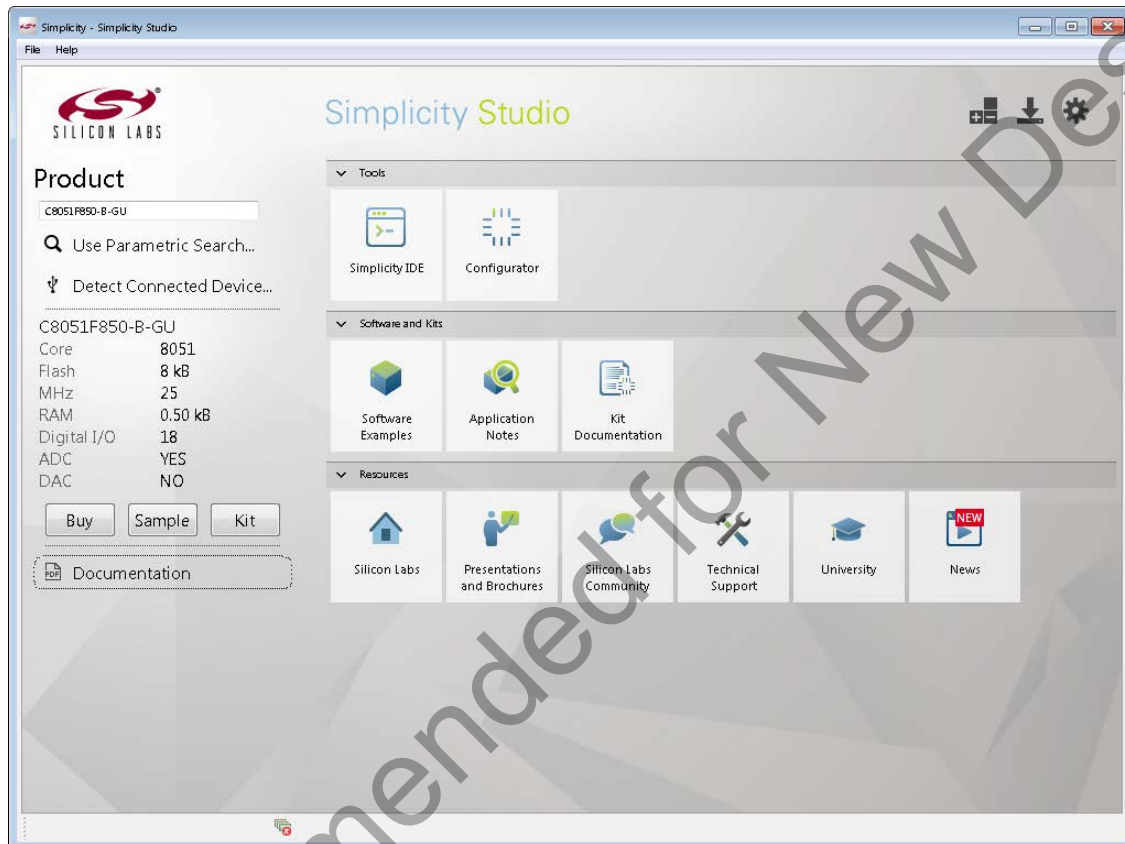 Simplicity - Simplicity Studio
File Help
SILICON LABS
Simplicity Studio
Product
C8051F850-B-GU
Use Parametric Search...
Detect Connected Device...
C8051F850-B-GU
Core 8051
Flash 8 kB
MHz 25
RAM 0.50 kB
Digital I/O 18
ADC YES
DAC NO
Buy Sample Kit
PDF Documentation
Tools
Simplicity IDE
Configurator
Software and Kits
Software
Examples
Application
Notes
Kit
Documentation
Resources
Silicon Labs
Presentations
and Brochures
Silicon Labs
Community
Technical
Support
University
NEW
News
mended for New Des